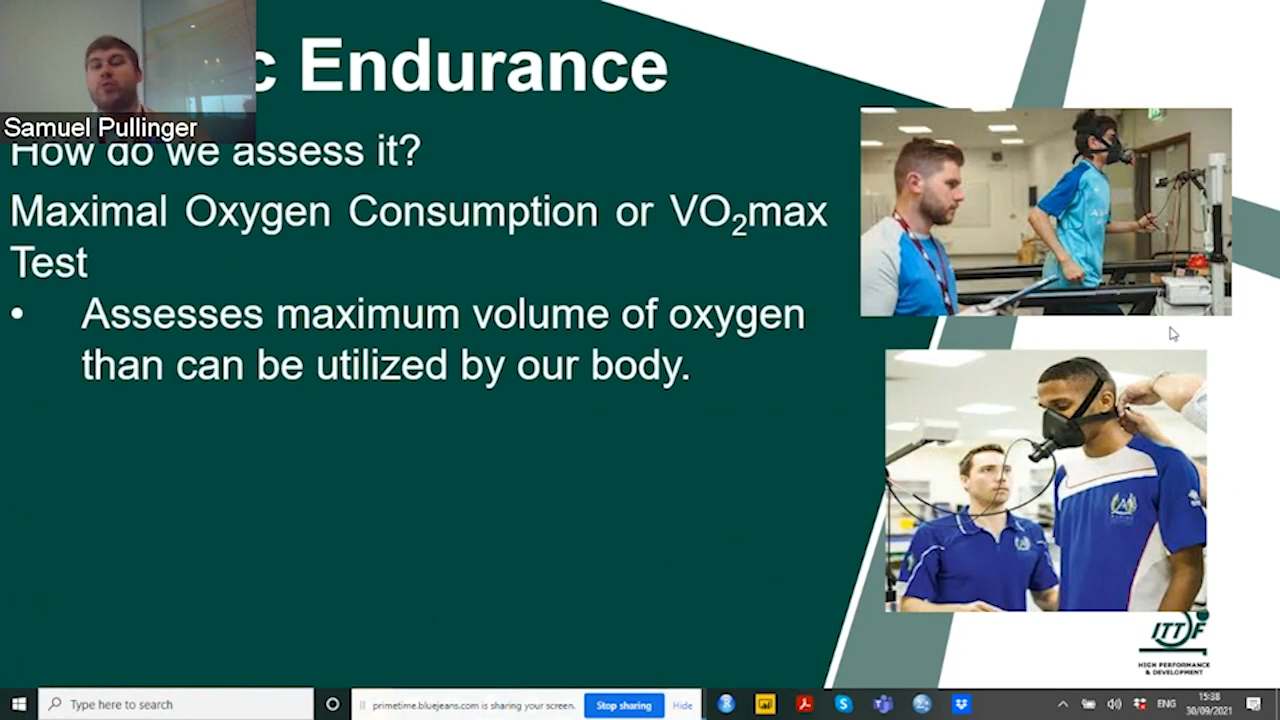 c Endurance
Samuel Pullinger
How do we assess it?
Maximal Oxygen Consumption or VO2max
Test
• Assesses maximum volume of oxygen
than can be utilized by our body.
ITTF
HIGH PERFORMANCE
& DEVELOPMENT
Type here to search
primetime.bluejeans.com is sharing your screen.
Stop sharing
Hide
ENG
15:38
30/09/2021